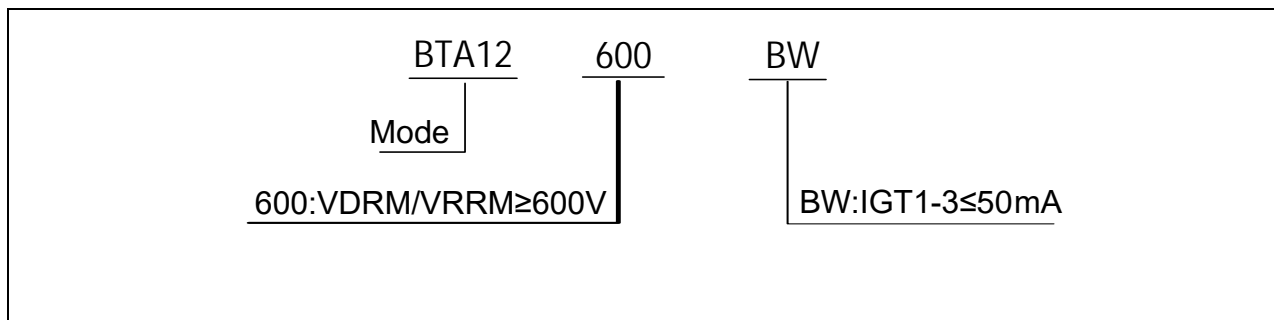 BTA12 600 BW
Mode
600:VDRM/VRRM≥600V BW:IGT1-3≤50mA